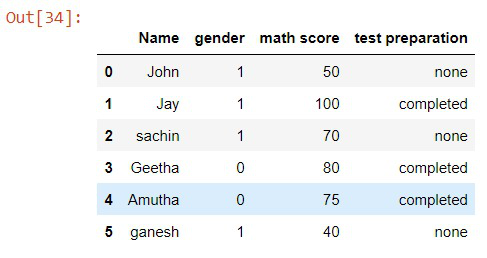 Out[34]:
Name gender math score test preparation
0 John 1 50 none
1 Jay 1 100 completed
2 sachin 1 70 none
3 Geetha 0 80 completed
4 Amutha 0 75 completed
5 ganesh 1 40 none